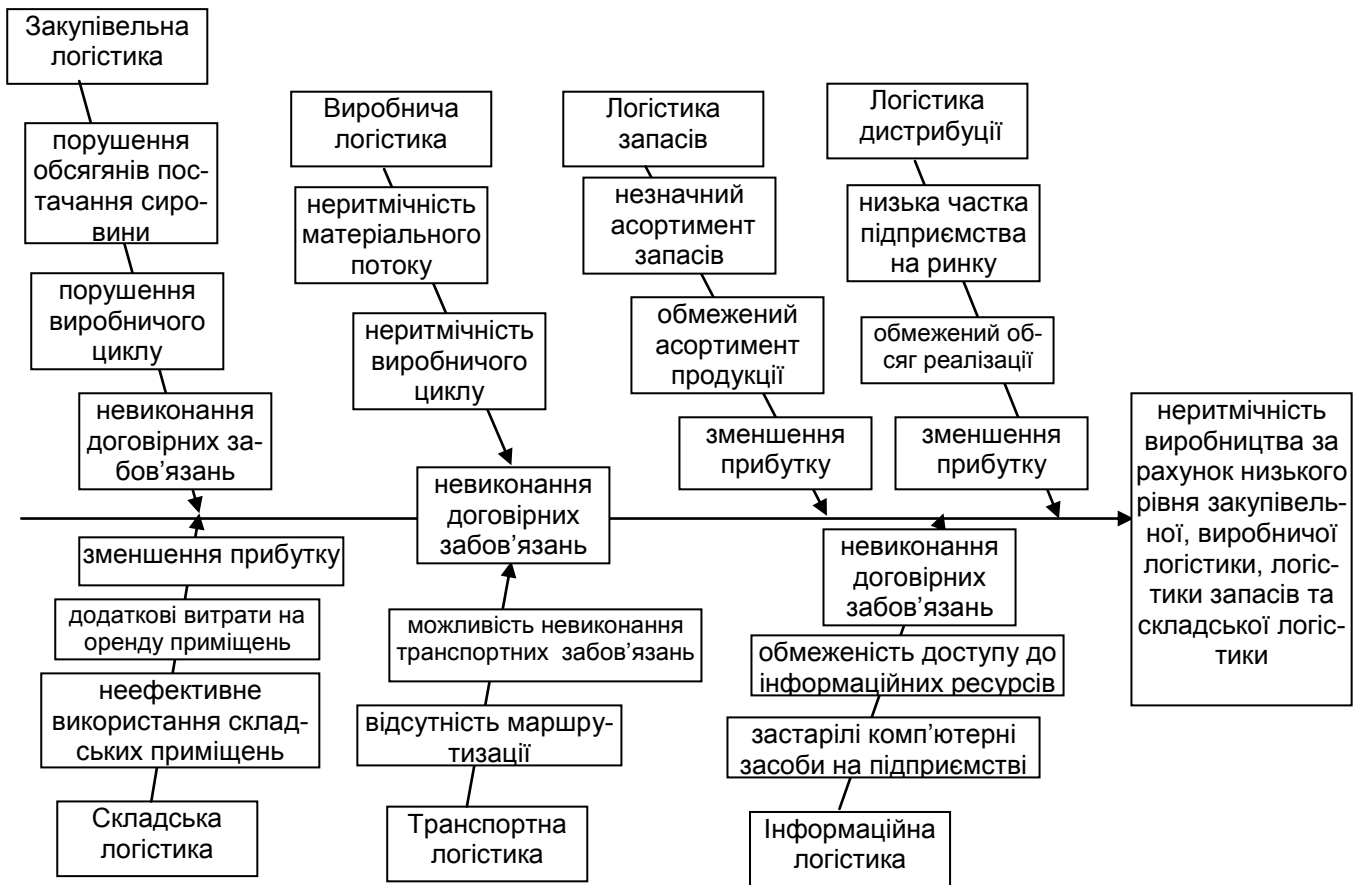 Закупівельна
логістика
порушення
обсягянів пос-
тачання сиро-
вини
порушення
виробничого
циклу
невиконання
договірних за-
бов’язань
Виробнича
логістика
неритмічність
матеріального
потоку
неритмічність
виробничого
циклу
невиконання
договірних
забов’язань
Логістика
запасів
незначний
асортимент
запасів
обмежений
асортимент
продукції
зменшення
прибутку
Логістика
дистрибуції
низька частка
підприємства
на ринку
обмежений об-
сяг реалізації
зменшення
прибутку
неритмічність
виробництва за
рахунок низького
рівня закупівель-
ної, виробничої
логістики, логіс-
тики запасів та
складської логіс-
тики
зменшення прибутку
додаткові витрати на
оренду приміщень
неефективне
використання склад-
ських приміщень
Складська
логістика
можливість невиконання
транспортних забов’язань
відсутність маршру-
тизації
Транспортна
логістика
невиконання
договірних
забов’язань
обмеженість доступу до
інформаційних ресурсів
застарілі комп’ютерні
засоби на підприємстві
Інформаційна
логістика